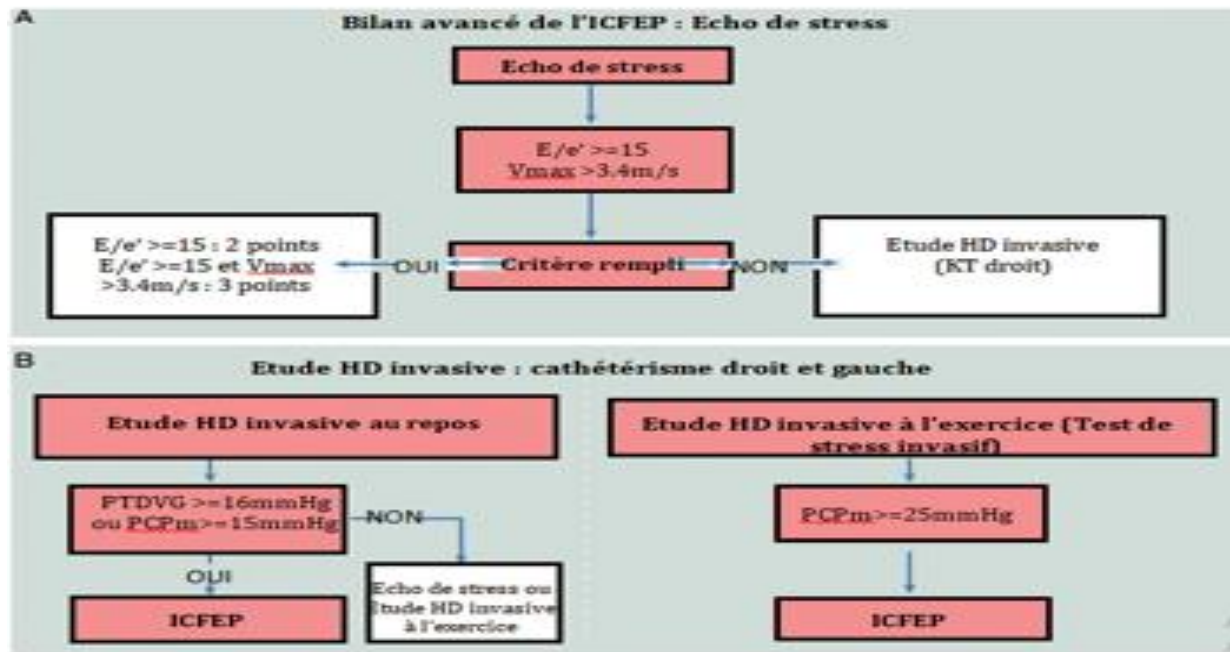 A
Bilan avancé de l'ICFEP : Echo de stress
Echo de stress
E/e' >=15
Vmax >3.4m/s
E/e' >=15 : 2 points
E/e' >=15 et Vmax
>3.4m/s : 3 points
OUI
Critère rempli
NON
Etude HD invasive
(KT droit)
B
Etude HD invasive : cathétérisme droit et gauche
Etude HD invasive au repos
PTDVG >=16mmHg
ou PCPm>=15mmHg
NON
OUI
Echo de stress ou
Etude HD invasive
à l'exercice
ICFEP
Etude HD invasive à l'exercice (Test de
stress invasif)
PCPm>=25mmHg
ICFEP